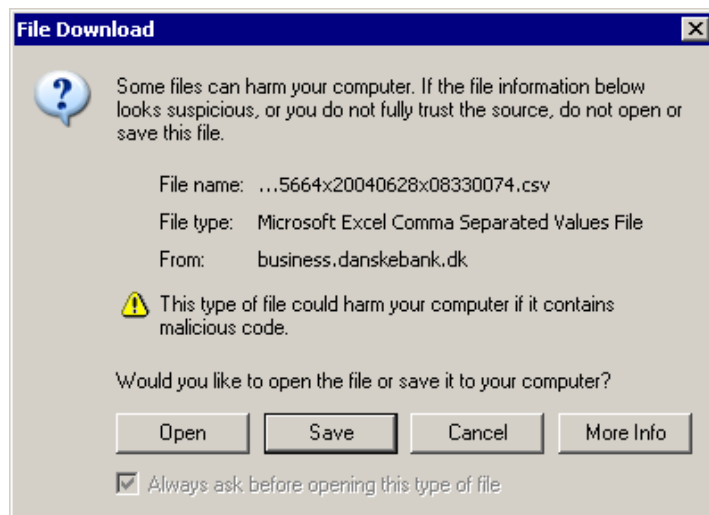 File Download
Some files can harm your computer. If the file information below
looks suspicious, or you do not fully trust the source, do not open or
save this file.
File name: ...5664x20040628x08330074.csv
File type: Microsoft Excel Comma Separated Values File
From: business.danskebank.dk
This type of file could harm your computer if it contains
malicious code.
Would you like to open the file or save it to your computer?
Open Save Cancel More Info
Always ask before opening this type of file